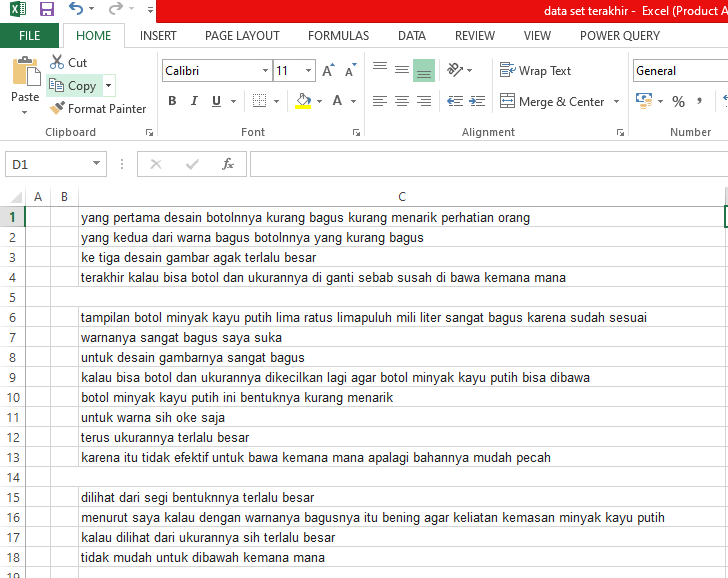 data set terakhir - Excel (Product A
FILE HOME INSERT PAGE LAYOUT FORMULAS DATA REVIEW VIEW POWER QUERY
Cut
Calibri 11 Wrap Text General
Copy
Paste B I U A Merge & Center %
Format Painter
Clipboard Font Alignment Number
D1 fx
A B C
1 yang pertama desain botolnnya kurang bagus kurang menarik perhatian orang
2 yang kedua dari warna bagus botolnnya yang kurang bagus
3 ke tiga desain gambar agak terlalu besar
4 terakhir kalau bisa botol dan ukurannya di ganti sebab susah di bawa kemana mana
5
6 tampilan botol minyak kayu putih lima ratus limapuluh mili liter sangat bagus karena sudah sesuai
7 warnanya sangat bagus saya suka
8 untuk desain gambarnya sangat bagus
9 kalau bisa botol dan ukurannya dikecilkan lagi agar botol minyak kayu putih bisa dibawa
10 botol minyak kayu putih ini bentuknya kurang menarik
11 untuk warna sih oke saja
12 terus ukurannya terlalu besar
13 karena itu tidak efektif untuk bawa kemana mana apalagi bahannya mudah pecah
14
15 dilihat dari segi bentuknnya terlalu besar
16 menurut saya kalau dengan warnanya bagusnya itu bening agar keliatan kemasan minyak kayu putih
17 kalau dilihat dari ukurannya sih terlalu besar
18 tidak mudah untuk dibawah kemana mana
19